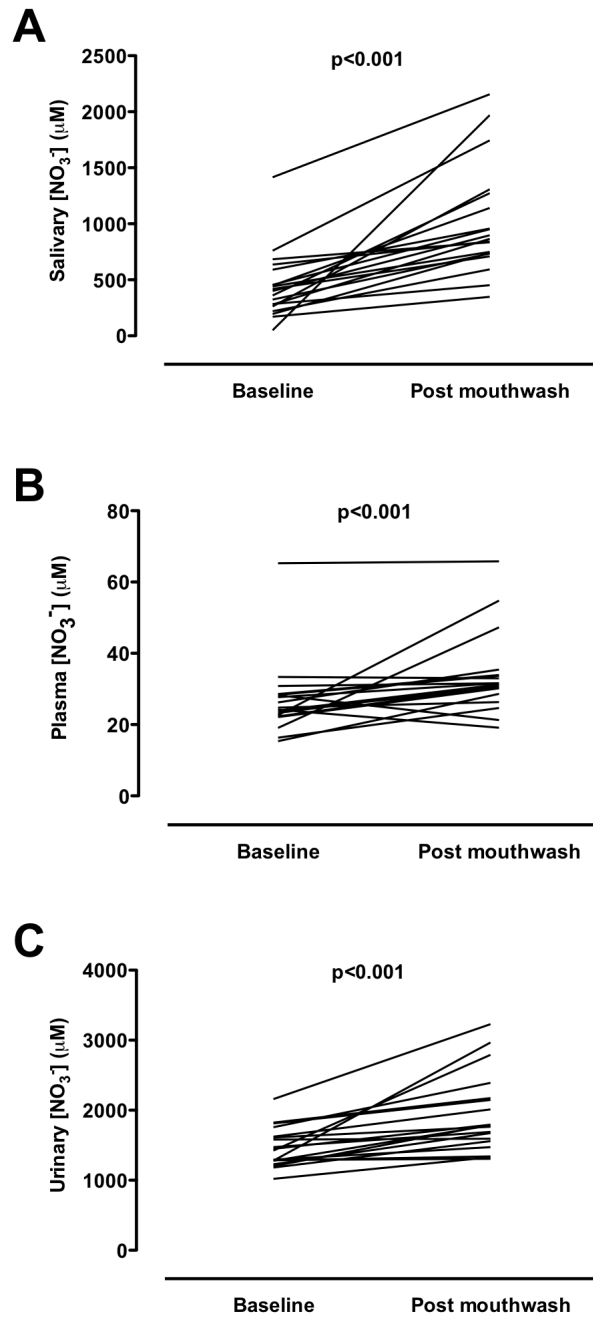 A
p<0.001
Salivary [NO3-] (μM)
2500
2000
1500
1000
500
0
Baseline Post mouthwash
B
p<0.001
Plasma [NO3-] (μM)
80
60
40
20
0
Baseline Post mouthwash
C
p<0.001
Urinary [NO3-] (μM)
4000
3000
2000
1000
0
Baseline Post mouthwash